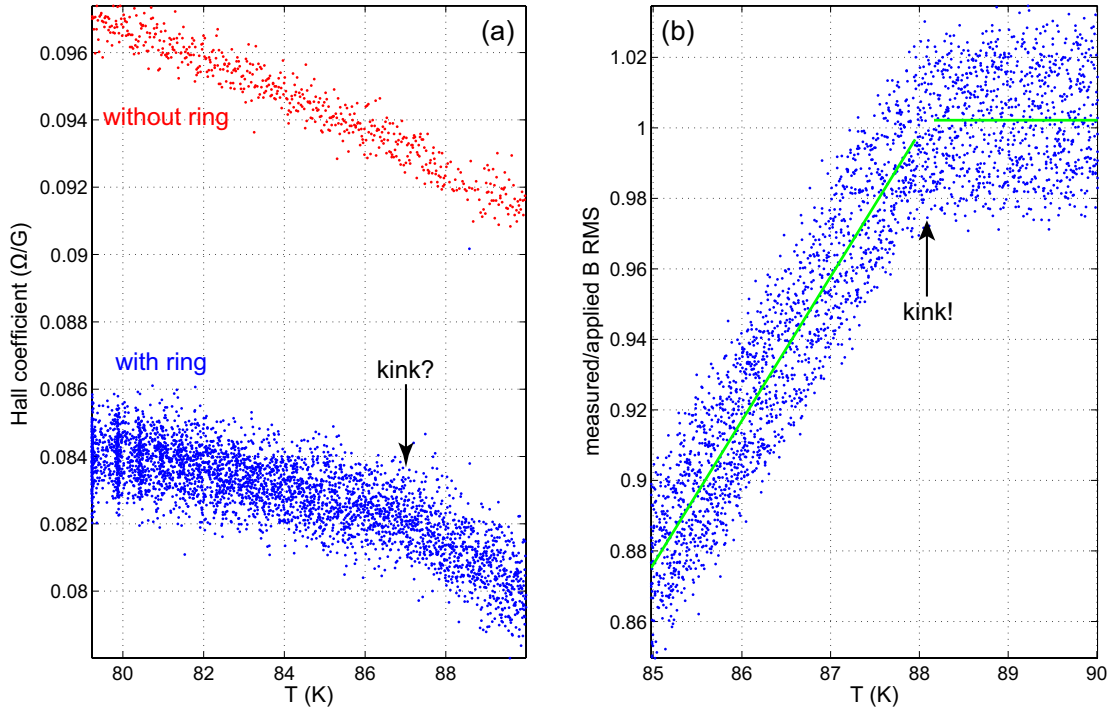 (a)
0.096
0.094
0.092
0.09
0.088
0.086
0.084
0.082
0.08
Hall coefficient (Ω/G)
without ring
with ring
kink?
80
82
84
86
88
T (K)
(b)
1.02
1
0.98
0.96
0.94
0.92
0.9
0.88
0.86
measured/applied B RMS
kink!
85
86
87
88
89
90
T (K)